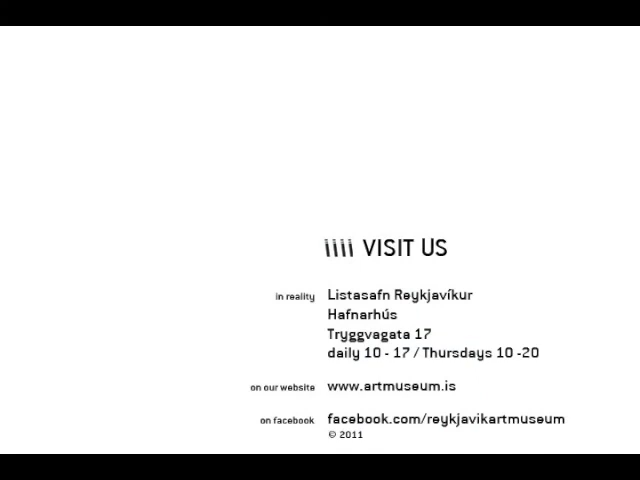 VISIT US
in reality Listasafn Reykjavíkur
Hafnarhús
Tryggvagata 17
daily 10 - 17 / Thursdays 10 -20
on our website www.artmuseum.is
on facebook facebook.com/reykjavikartmuseum
© 2011